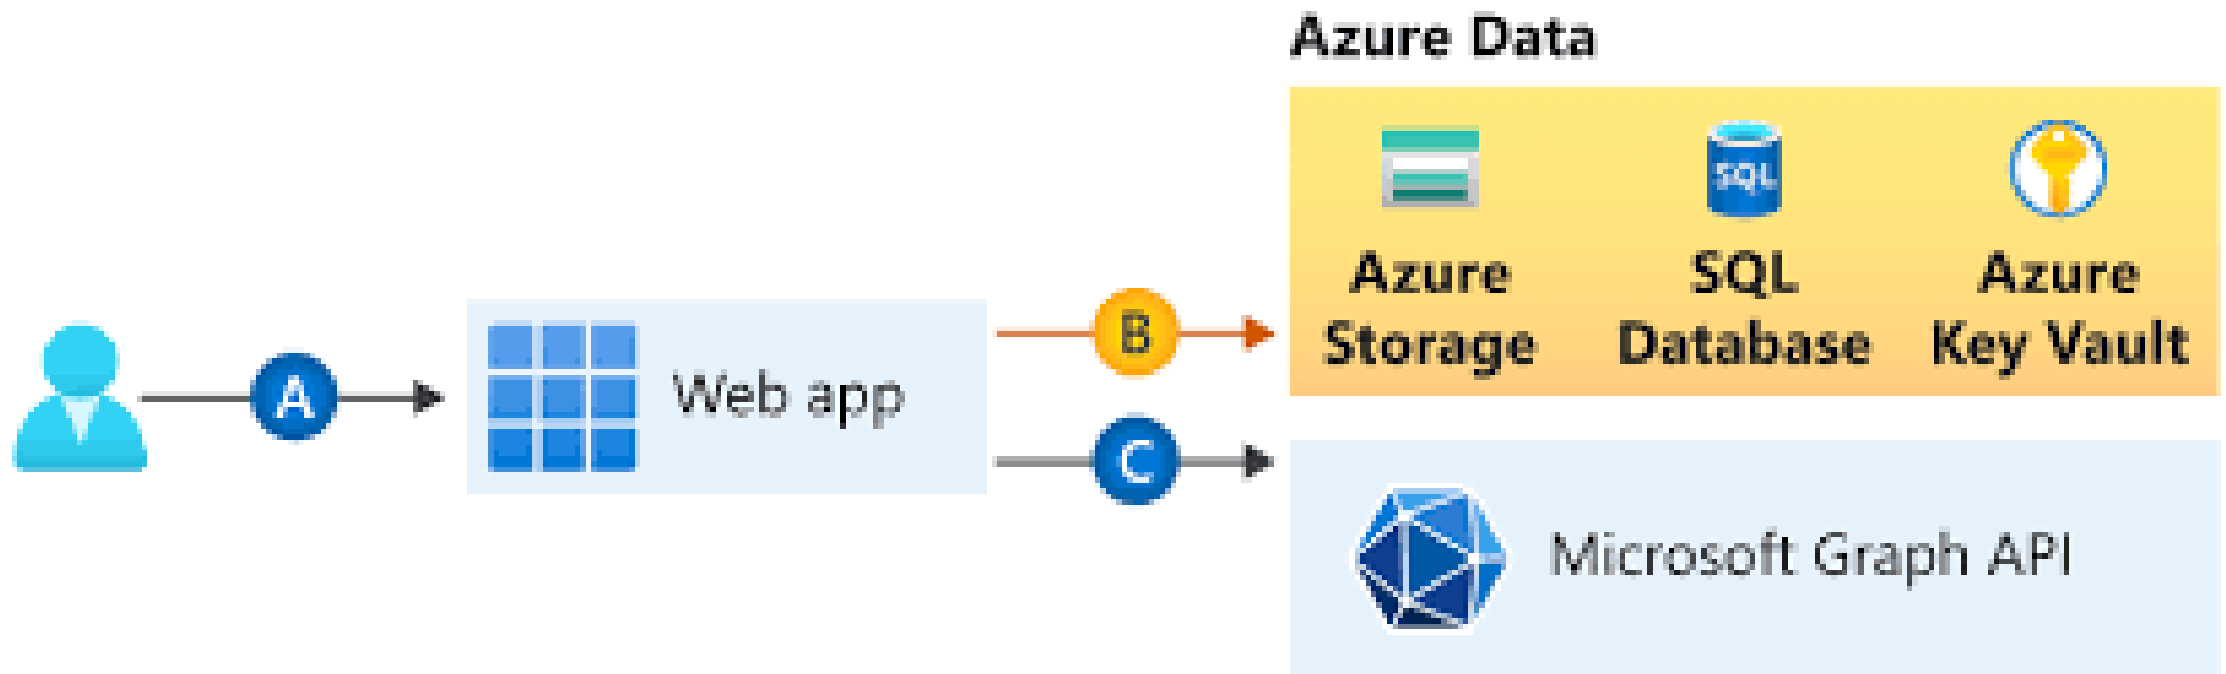 Azure Data
SQL
Azure
Storage
SQL
Database
Azure
Key Vault
A
Web app
B
C
Microsoft Graph API